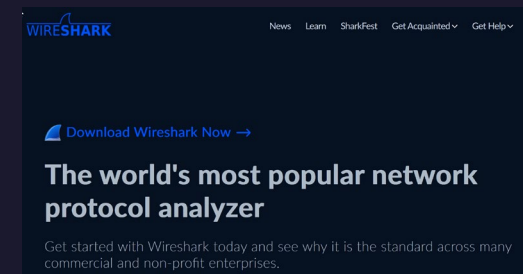 WIRESHARK
News Learn SharkFest Get Acquainted Get Help
Download Wireshark Now →
The world's most popular network
protocol analyzer
Get started with Wireshark today and see why it is the standard across many
commercial and non-profit enterprises.